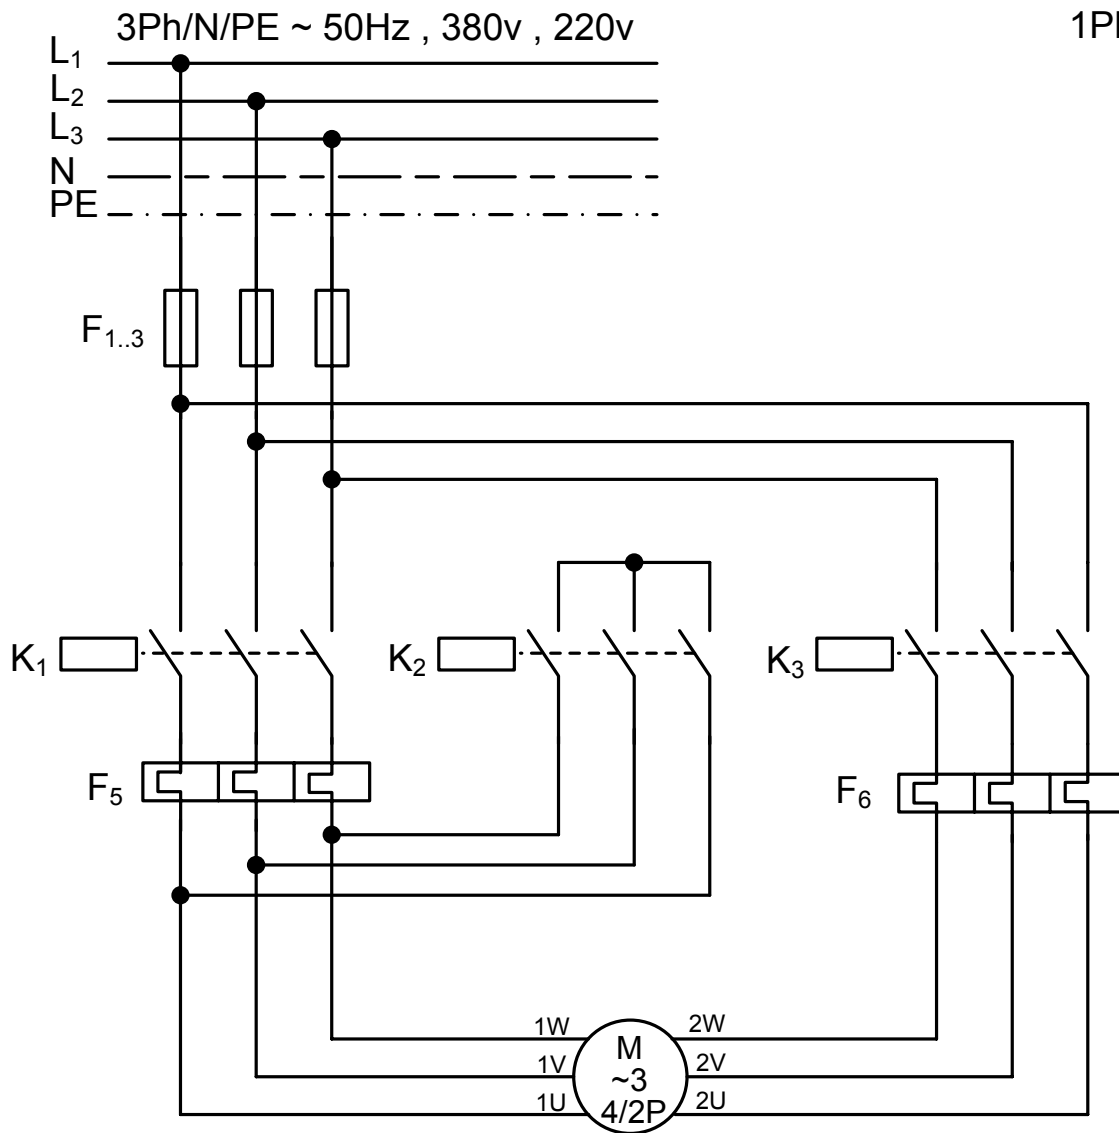 3Ph/N/PE ~ 50Hz , 380v , 220v
L₁
L₂
L₃
N
PE
F₁..₃
K₁
K₂
K₃
F₅
F₆
1W
2W
1V
2V
1U
2U
M
~3
4/2P